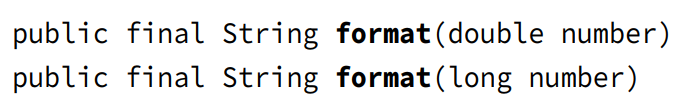 public final String format(double number)
public final String format(long number)